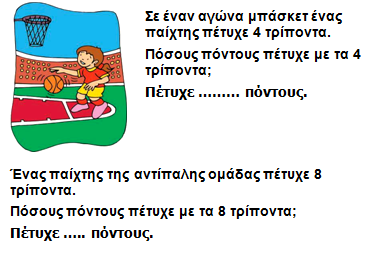 Σε έναν αγώνα μπάσκετ ένας
παίχτης πέτυχε 4 τρίποντα.
Πόσους πόντους πέτυχε με τα 4
τρίποντα;
Πέτυχε ……… πόντους.
Ένας παίχτης της αντίπαλης ομάδας πέτυχε 8
τρίποντα.
Πόσους πόντους πέτυχε με τα 8 τρίποντα;
Πέτυχε ….. πόντους.